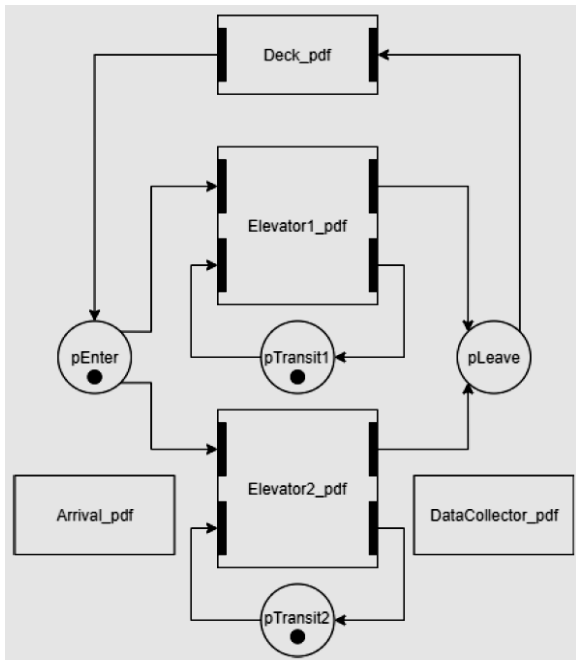 Deck_pdf
Elevator1_pdf
pEnter
pTransit1
pLeave
Elevator2_pdf
Arrival_pdf
DataCollector_pdf
pTransit2